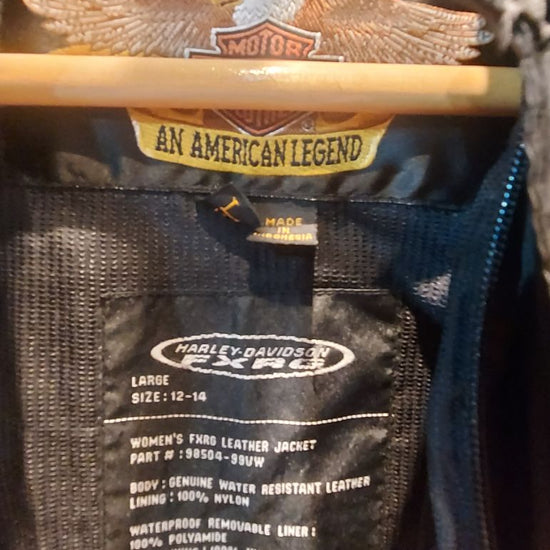 MOTOR
AN AMERICAN LEGEND
L
MADE
IN
INDONESIA
HARLEY-DAVIDSON
FXRG
LARGE
SIZE: 12-14
WOMEN'S FXRG LEATHER JACKET
PART # : 98504-99VW
BODY: GENUINE WATER RESISTANT LEATHER
LINING: 100% NYLON
WATERPROOF REMOVABLE LINER:
100% POLYAMIDE